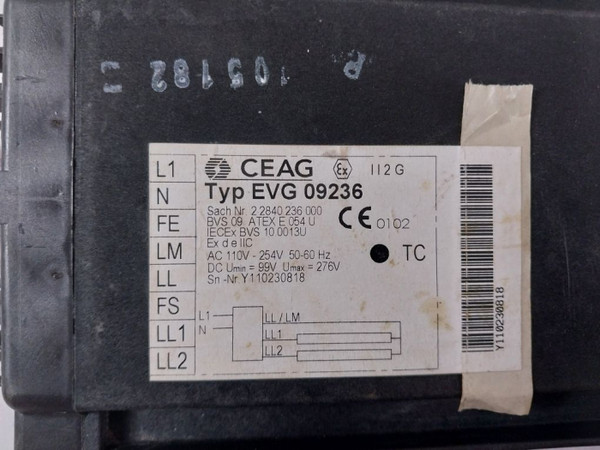 P 105182 =
L1
N
FE
LM
LL
FS
LL1
LL2
CEAG Ex II 2 G
Typ EVG 09236
Sach Nr. 2 2840 236 000
BVS 09 ATEX E 054 U
IECEx BVS 10.0013U
CE 0102
Ex d e IIC
AC 110V - 254V 50-60 Hz
DC Umin = 99V Umax = 276V
Sn -Nr Y110230818
TC
L1
N
LL / LM
LL1
LL2
Y110230818